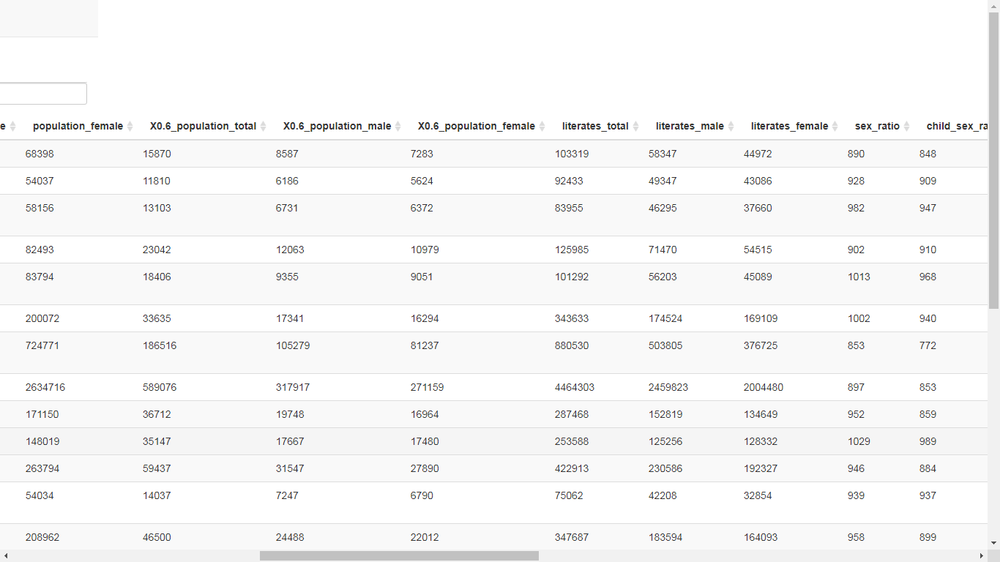 e population_female X0.6_population_total X0.6_population_male X0.6_population_female literates_total literates_male literates_female sex_ratio child_sex_ra
68398 15870 8587 7283 103319 58347 44972 890 848
54037 11810 6186 5624 92433 49347 43086 928 909
58156 13103 6731 6372 83955 46295 37660 982 947
82493 23042 12063 10979 125985 71470 54515 902 910
83794 18406 9355 9051 101292 56203 45089 1013 968
200072 33635 17341 16294 343633 174524 169109 1002 940
724771 186516 105279 81237 880530 503805 376725 853 772
2634716 589076 317917 271159 4464303 2459823 2004480 897 853
171150 36712 19748 16964 287468 152819 134649 952 859
148019 35147 17667 17480 253588 125256 128332 1029 989
263794 59437 31547 27890 422913 230586 192327 946 884
54034 14037 7247 6790 75062 42208 32854 939 937
208962 46500 24488 22012 347687 183594 164093 958 899